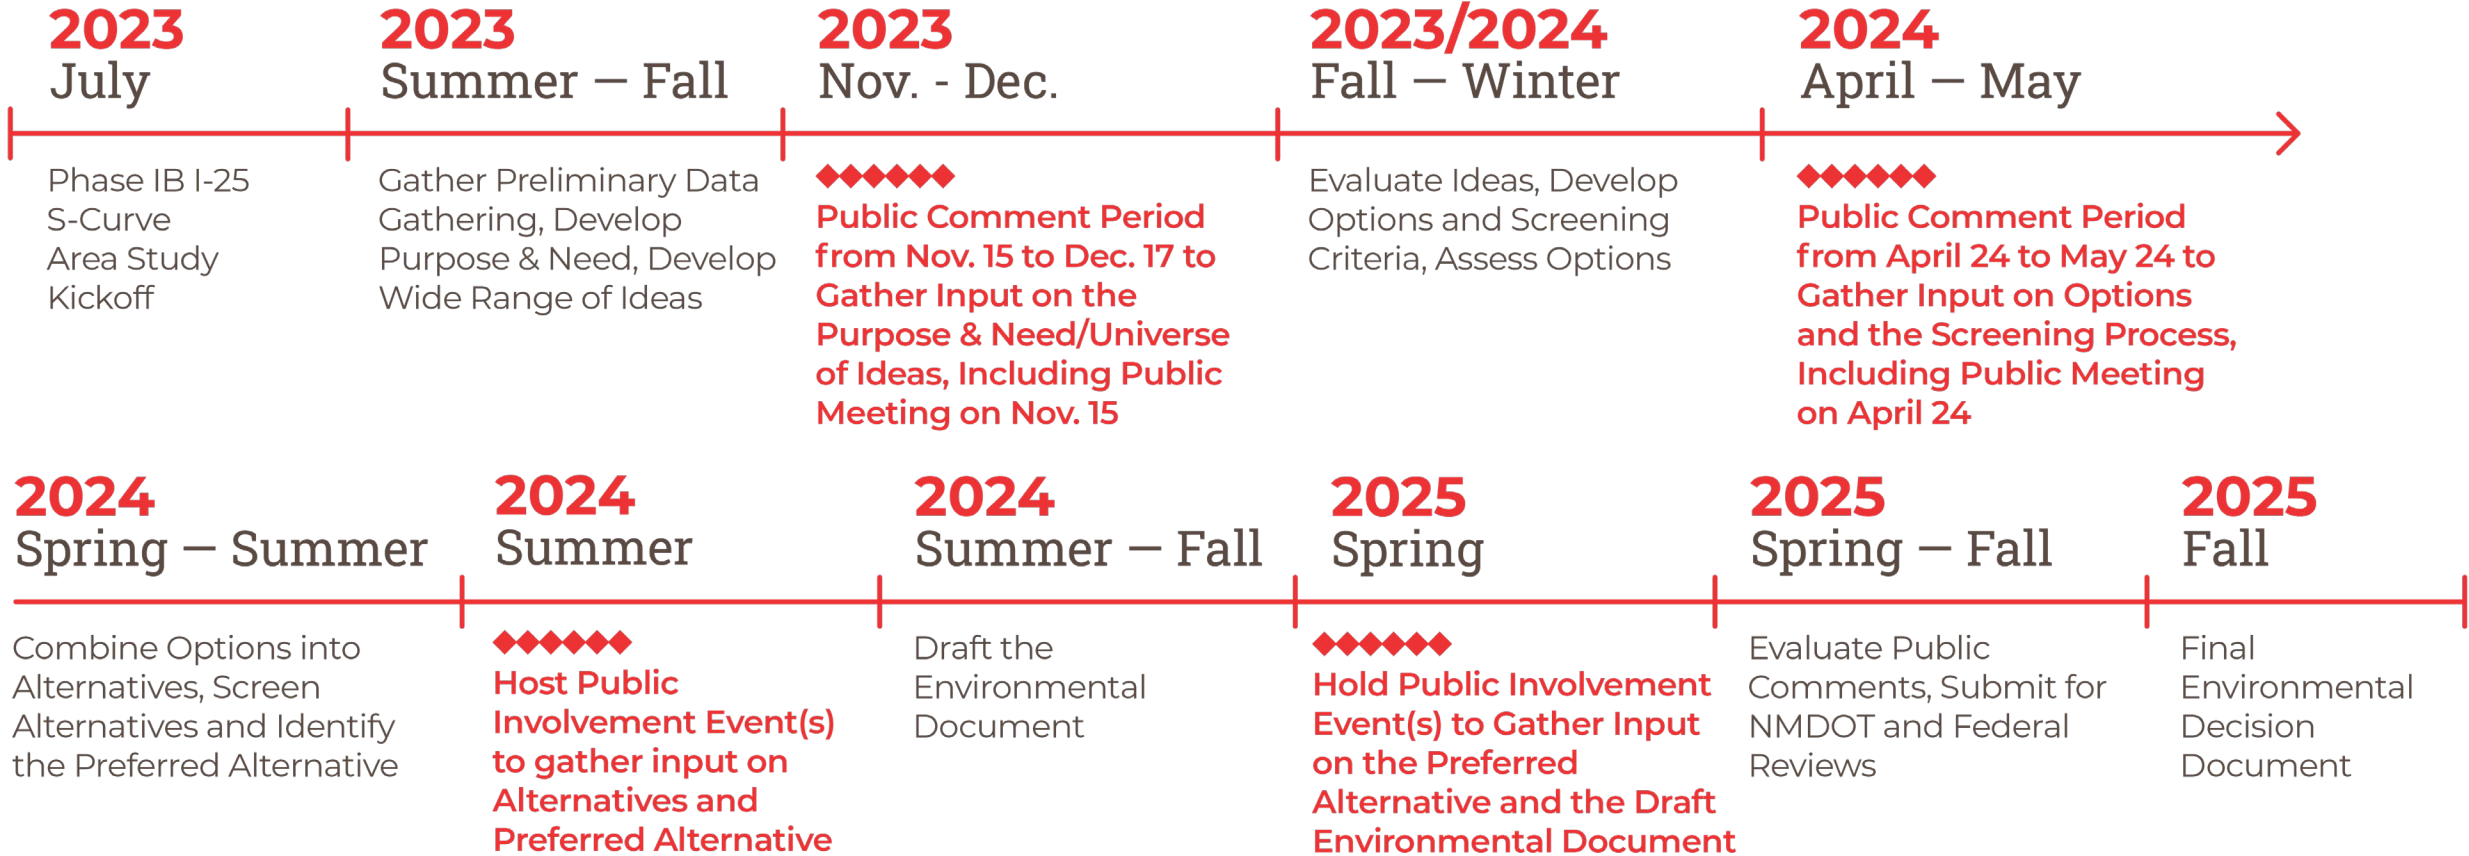 2023
July
Phase IB I-25
S-Curve
Area Study
Kickoff
2023
Summer – Fall
Gather Preliminary Data
Gathering, Develop
Purpose & Need, Develop
Wide Range of Ideas
2023
Nov. - Dec.
Public Comment Period
from Nov. 15 to Dec. 17 to
Gather Input on the
Purpose & Need/Universe
of Ideas, Including Public
Meeting on Nov. 15
2023/2024
Fall – Winter
Evaluate Ideas, Develop
Options and Screening
Criteria, Assess Options
2024
April – May
Public Comment Period
from April 24 to May 24 to
Gather Input on Options
and the Screening Process,
Including Public Meeting
on April 24
2024
Spring – Summer
Combine Options into
Alternatives, Screen
Alternatives and Identify
the Preferred Alternative
2024
Summer
Host Public
Involvement Event(s)
to gather input on
Alternatives and
Preferred Alternative
2024
Summer – Fall
Draft the
Environmental
Document
2025
Spring
Hold Public Involvement
Event(s) to Gather Input
on the Preferred
Alternative and the Draft
Environmental Document
2025
Spring – Fall
Evaluate Public
Comments, Submit for
NMDOT and Federal
Reviews
2025
Fall
Final
Environmental
Decision
Document